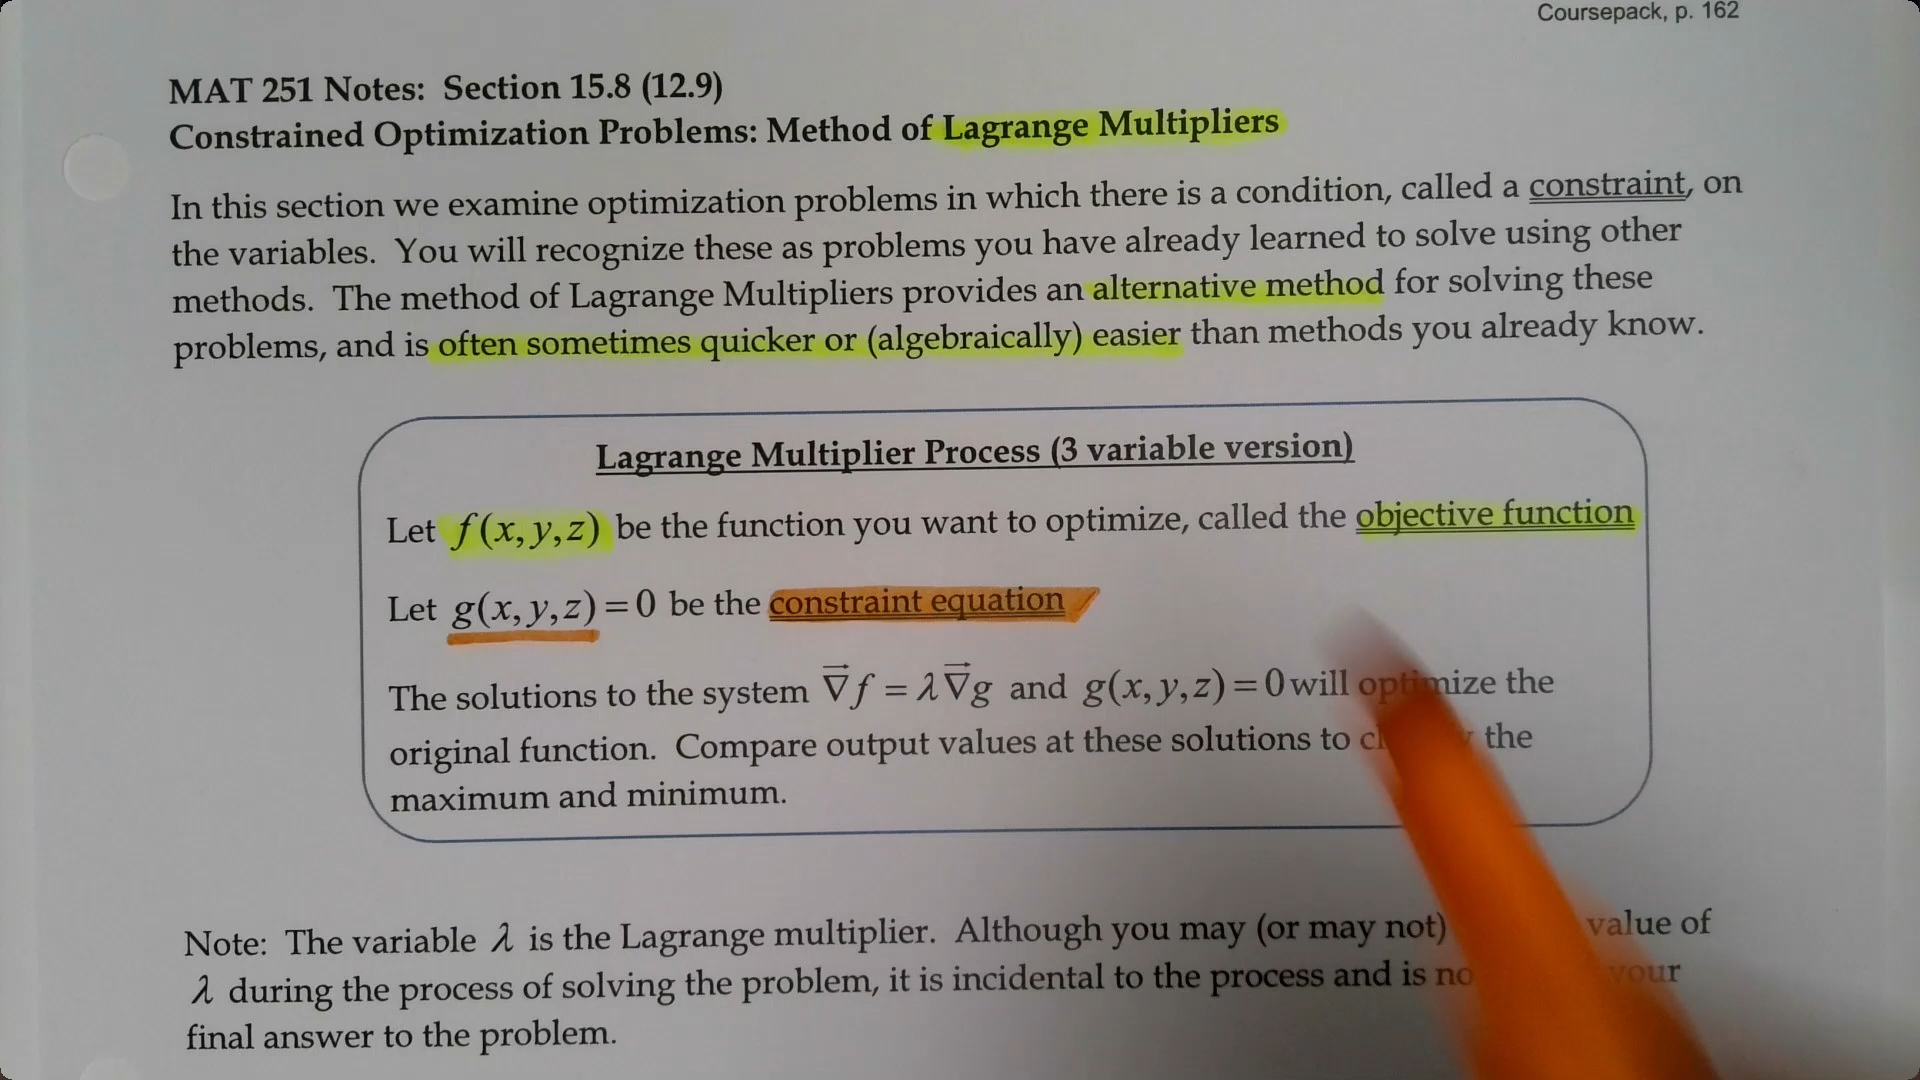 Coursepack, p. 162
MAT 251 Notes: Section 15.8 (12.9)
Constrained Optimization Problems: Method of Lagrange Multipliers
In this section we examine optimization problems in which there is a condition, called a constraint, on
the variables. You will recognize these as problems you have already learned to solve using other
methods. The method of Lagrange Multipliers provides an alternative method for solving these
problems, and is often sometimes quicker or (algebraically) easier than methods you already know.
Lagrange Multiplier Process (3 variable version)
Let f(x,y,z) be the function you want to optimize, called the objective function
Let g(x,y,z)=0 be the constraint equation
The solutions to the system ∇⃗f = λ∇⃗g and g(x,y,z)=0 will optimize the
original function. Compare output values at these solutions to the
maximum and minimum.
Note: The variable λ is the Lagrange multiplier. Although you may (or may not) value of
λ during the process of solving the problem, it is incidental to the process and is your
final answer to the problem.